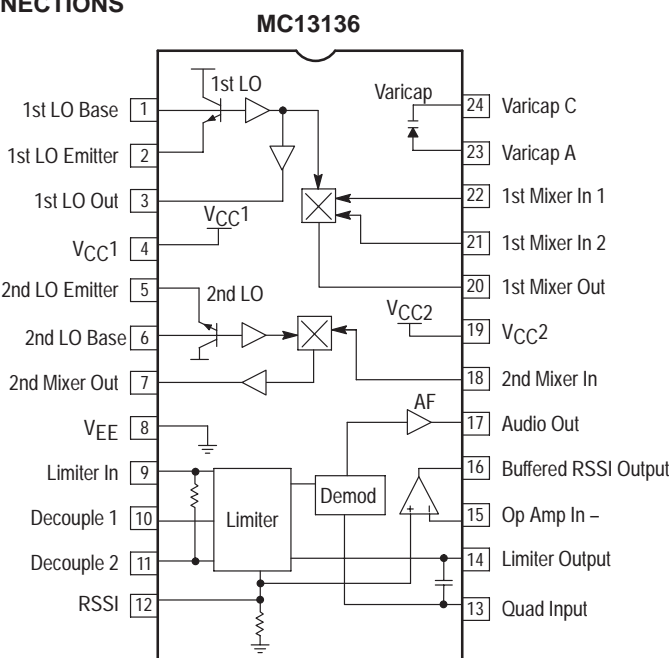 NECTIONS
MC13136
1st LO Base 1
1st LO Emitter 2
1st LO Out 3
VCC1 4
2nd LO Emitter 5
2nd LO Base 6
2nd Mixer Out 7
VEE 8
Limiter In 9
Decouple 1 10
Decouple 2 11
RSSI 12
1st LO
VCC1
2nd LO
Varicap
VCC2
AF
Demod
Limiter
+ –
24 Varicap C
23 Varicap A
22 1st Mixer In 1
21 1st Mixer In 2
20 1st Mixer Out
19 VCC2
18 2nd Mixer In
17 Audio Out
16 Buffered RSSI Output
15 Op Amp In –
14 Limiter Output
13 Quad Input